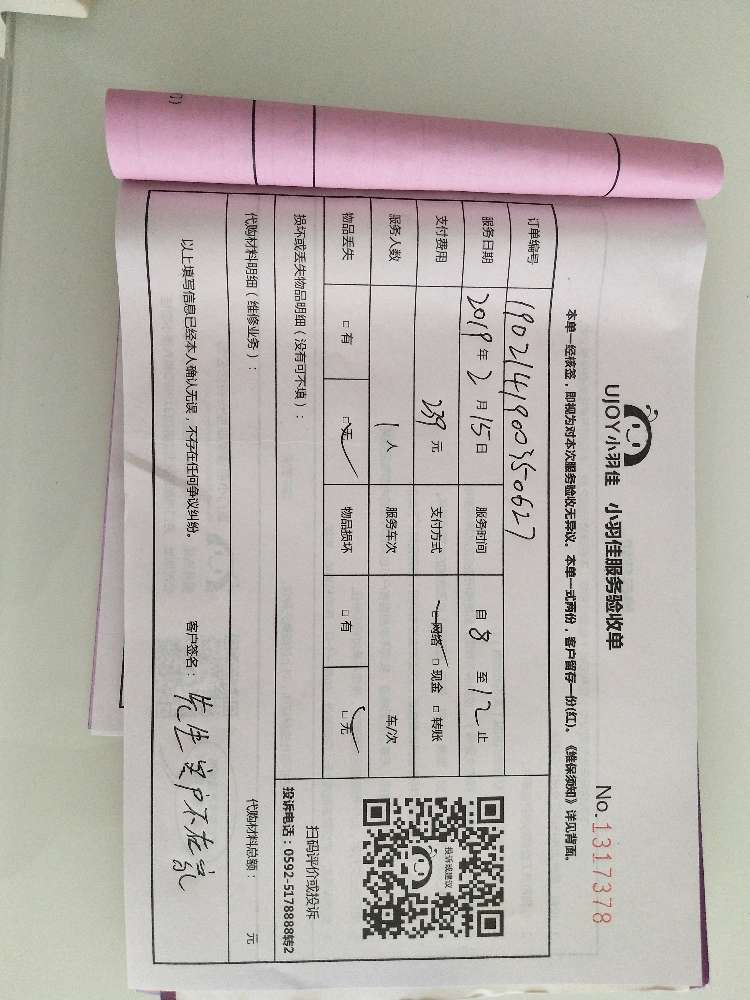 UJOY小羽佳 小羽佳服务验收单
No.1317378
本单一经核签，即视为对本次服务验收无异议。本单一式两份，客户留存一份(红)。《维保须知》详见背面。
订单编号 1902141900350627
服务日期 2019年2月15日 服务时间 自8至12止
支付费用 239元 支付方式 □网络 □现金 □转账
服务人数 1人 服务车次 车/次
物品丢失 □有 □无 物品损坏 □有 □无
投诉或建议
扫码评价或投诉
投诉电话：0592-5178888转2
损坏或丢失物品明细（没有可不填）：
代购材料明细（维修业务）： 代购材料总额： 元
以上填写信息已经本人确认无误，不存在任何争议纠纷。 客户签名：先生客户不在家